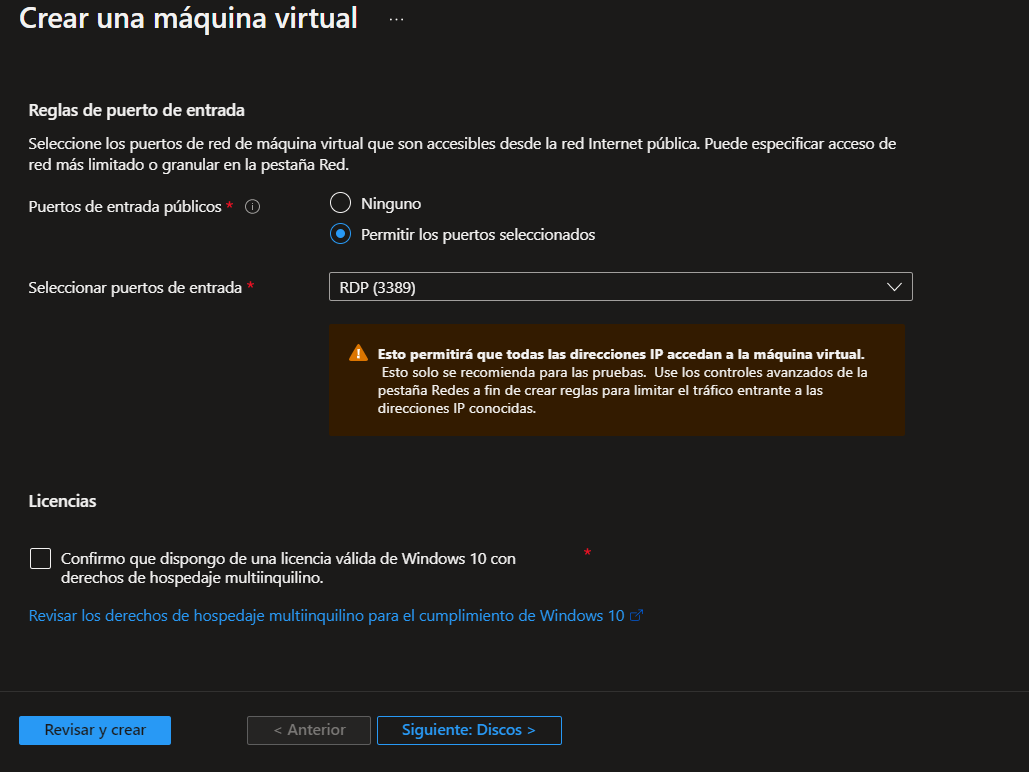 Crear una máquina virtual ...
Reglas de puerto de entrada
Seleccione los puertos de red de máquina virtual que son accesibles desde la red Internet pública. Puede especificar acceso de
red más limitado o granular en la pestaña Red.
Puertos de entrada públicos *
Ninguno
Permitir los puertos seleccionados
Seleccionar puertos de entrada *
RDP (3389)
Esto permitirá que todas las direcciones IP accedan a la máquina virtual.
Esto solo se recomienda para las pruebas. Use los controles avanzados de la
pestaña Redes a fin de crear reglas para limitar el tráfico entrante a las
direcciones IP conocidas.
Licencias
Confirmo que dispongo de una licencia válida de Windows 10 con *
derechos de hospedaje multiinquilino.
Revisar los derechos de hospedaje multiinquilino para el cumplimiento de Windows 10
Revisar y crear
< Anterior
Siguiente: Discos >